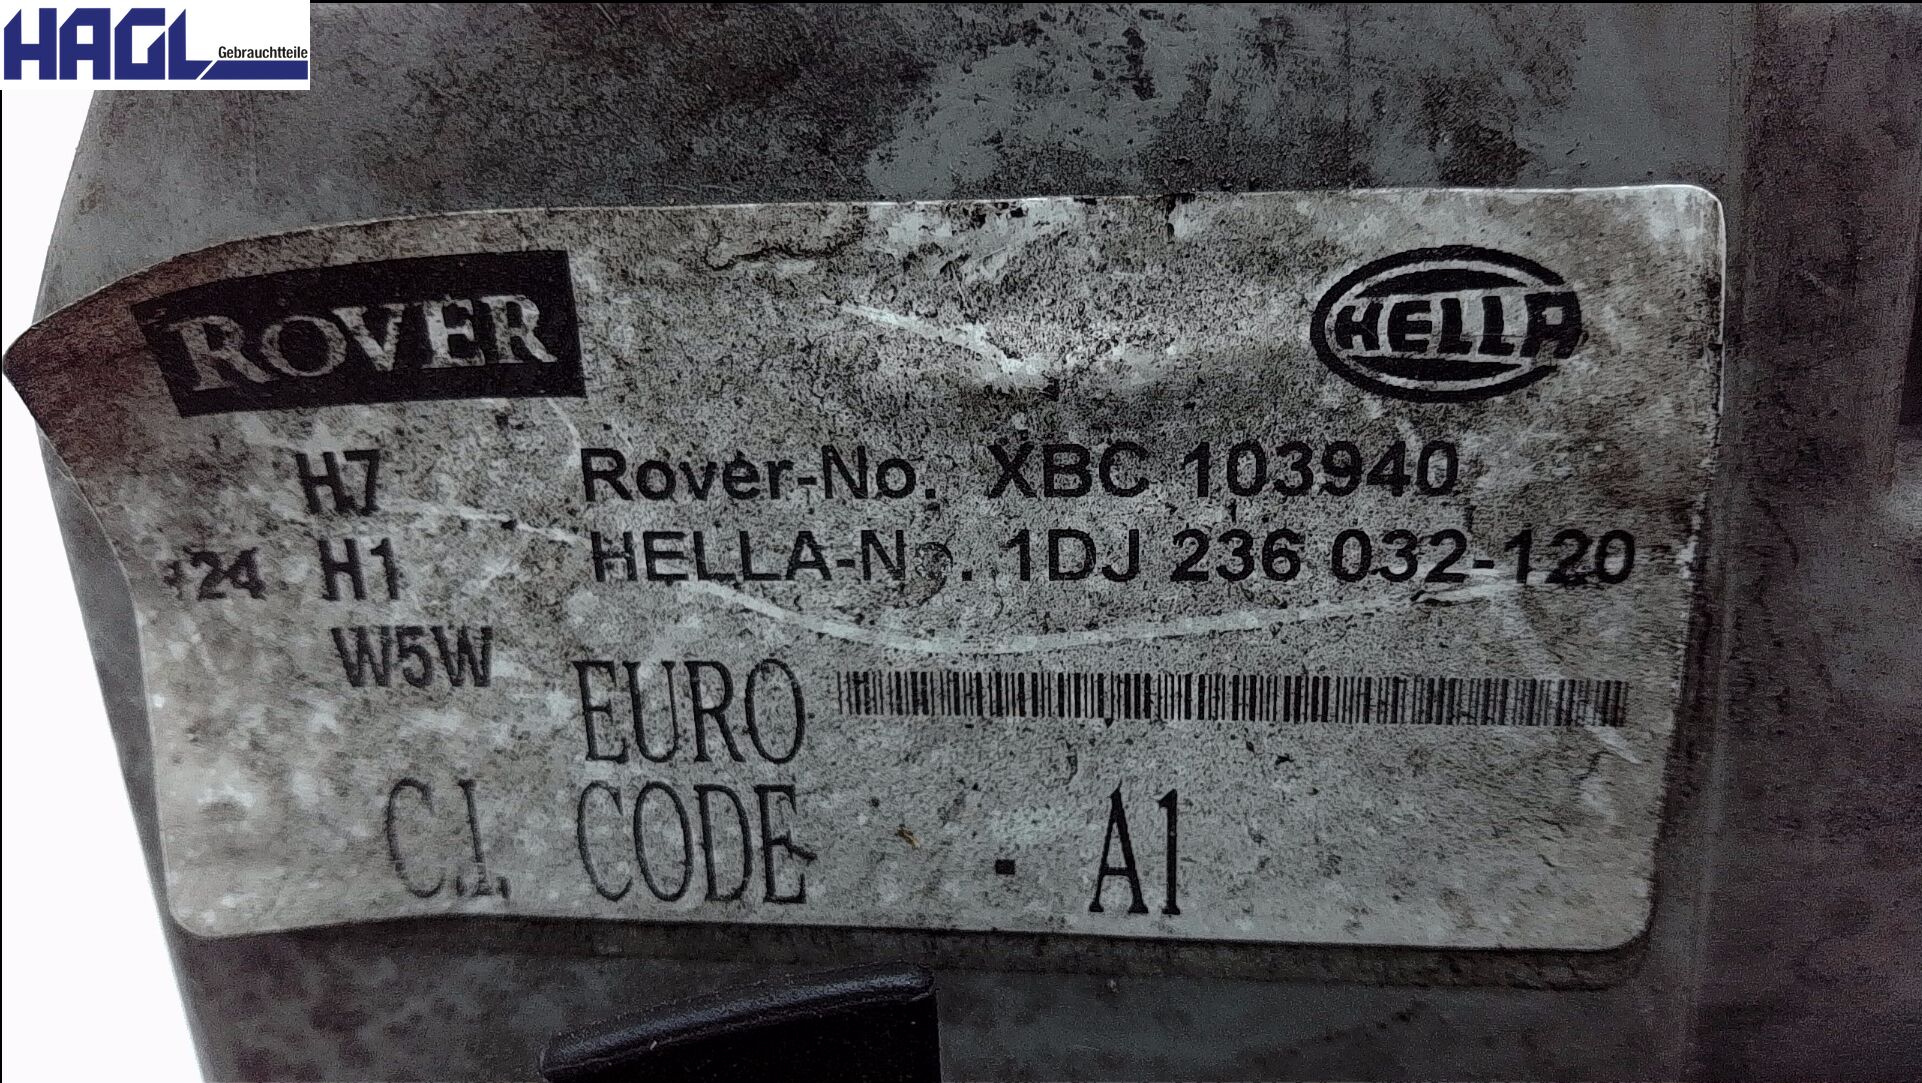 HAGL Gebrauchtteile
ROVER
HELLA
H7
Rover-No. XBC 103940
24 H1
HELLA-No. 1DJ 236 032-120
W5W
EURO
C.I. CODE - A1